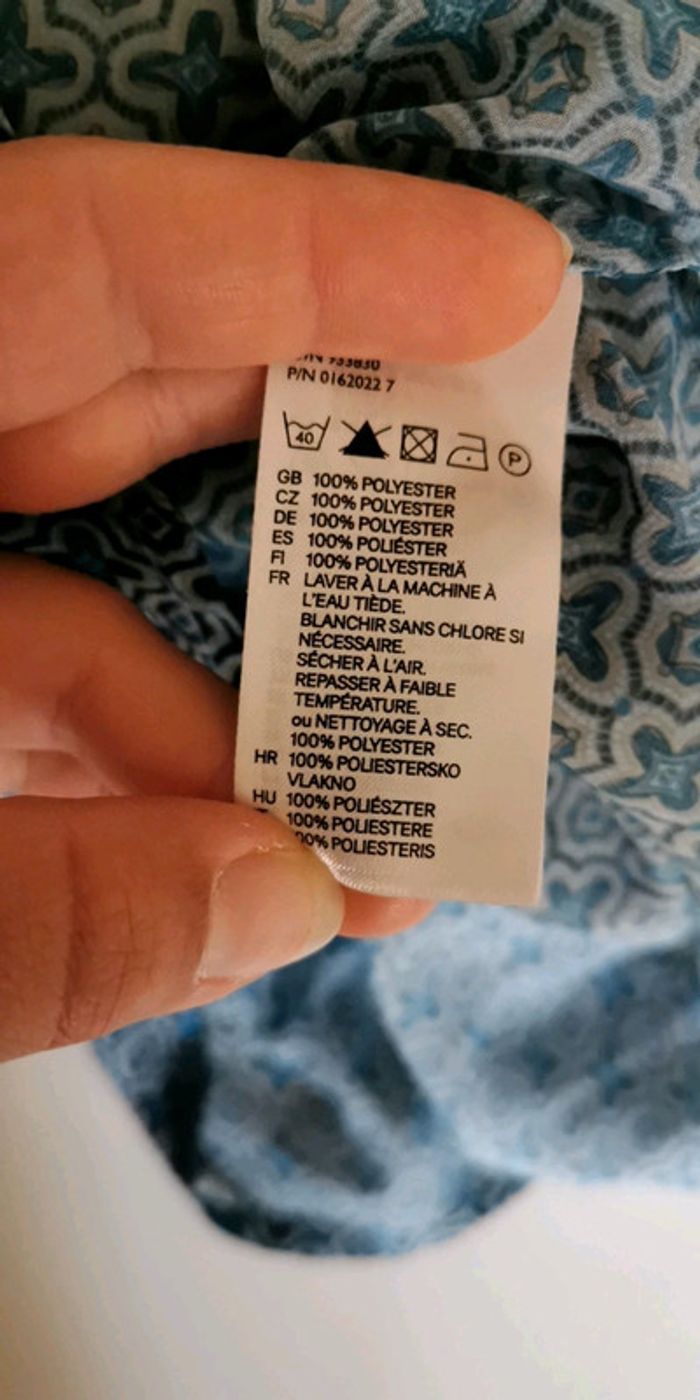 P/N 0162022 7
40 P
GB 100% POLYESTER
CZ 100% POLYESTER
DE 100% POLYESTER
ES 100% POLIÉSTER
FI 100% POLYESTERIÄ
FR LAVER À LA MACHINE À
L'EAU TIÈDE.
BLANCHIR SANS CHLORE SI
NÉCESSAIRE.
SÉCHER À L'AIR.
REPASSER À FAIBLE
TEMPÉRATURE.
ou NETTOYAGE À SEC.
100% POLYESTER
HR 100% POLIESTERSKO
VLAKNO
HU 100% POLIÉSZTER
100% POLIESTERE
POLIESTERIS